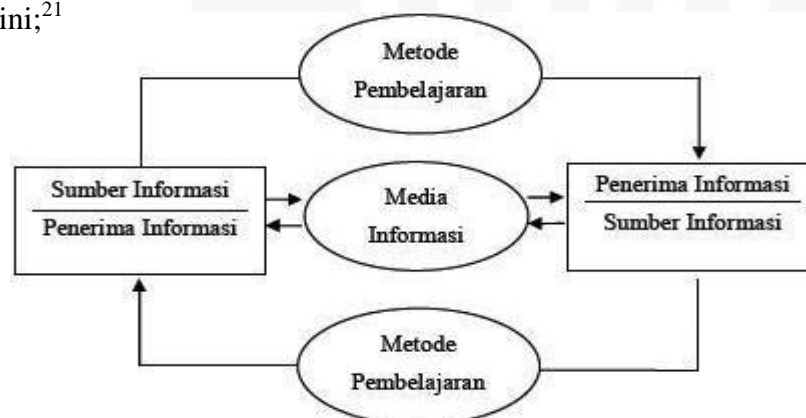 ini;21
Metode
Pembelajaran
Sumber Informasi
Penerima Informasi
Media
Informasi
Penerima Informasi
Sumber Informasi
Metode
Pembelajaran